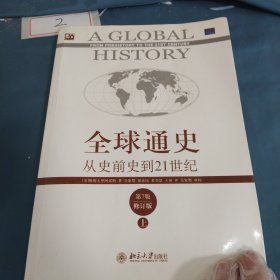 2
A GLOBAL
FROM PREHISTORY TO THE 21ST CENTURY
HISTORY
全球通史
从史前史到21世纪
第7版
修订版
上
北京大学出版社